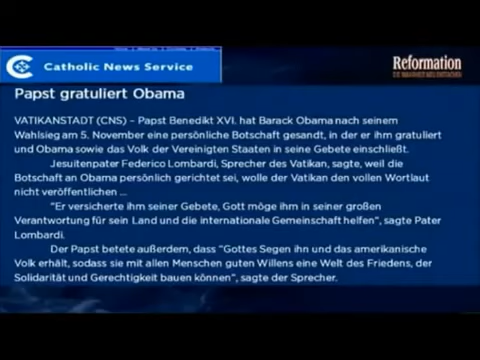 Catholic News Service
Reformation
Papst gratuliert Obama
VATIKANSTADT (CNS) – Papst Benedikt XVI. hat Barack Obama nach seinem
Wahlsieg am 5. November eine persönliche Botschaft gesandt, in der er ihm gratuliert
und Obama sowie das Volk der Vereinigten Staaten in seine Gebete einschließt.
Jesuitenpater Federico Lombardi, Sprecher des Vatikan, sagte, weil die
Botschaft an Obama persönlich gerichtet sei, wolle der Vatikan den vollen Wortlaut
nicht veröffentlichen ...
"Er versicherte ihm seiner Gebete, Gott möge ihm in seiner großen
Verantwortung für sein Land und die internationale Gemeinschaft helfen", sagte Pater
Lombardi.
Der Papst betete außerdem, dass "Gottes Segen ihn und das amerikanische
Volk erhält, sodass sie mit allen Menschen guten Willens eine Welt des Friedens, der
Solidarität und Gerechtigkeit bauen können", sagte der Sprecher.